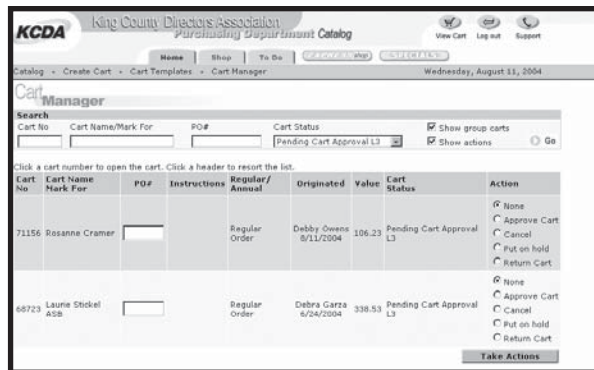 KCDA King County Directors Association
Purchasing Department Catalog
View Cart Log out Support
Home Shop To Do
Catalog - Create Cart - Cart Templates - Cart Manager Wednesday, August 11, 2004
Cart Manager
Search
Cart No Cart Name/Mark For PO# Cart Status Show group carts
Pending Cart Approval L3 Show actions Go
Click a cart number to open the cart. Click a header to resort the list.
Cart No Cart Name Mark For PO# Instructions Regular/Annual Originated Value Cart Status Action
71156 Rosanne Cramer Regular Order Debby Owens 8/11/2004 106.23 Pending Cart Approval L3
None
Approve Cart
Cancel
Put on hold
Return Cart
68723 Laurie Stickel ASB Regular Order Debra Garza 6/24/2004 338.53 Pending Cart Approval L3
None
Approve Cart
Cancel
Put on hold
Return Cart
Take Actions